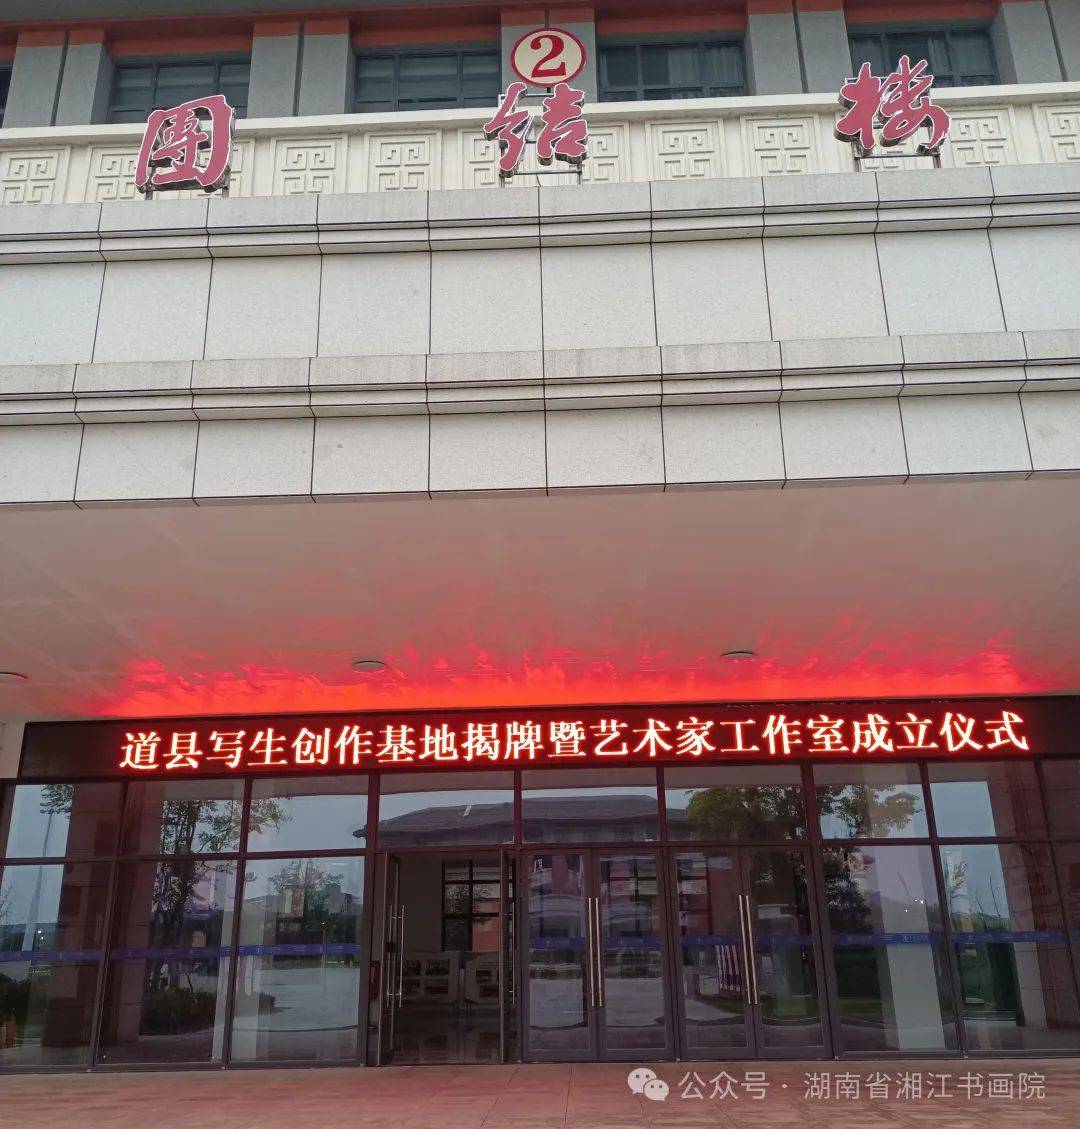 2
团结楼
道县写生创作基地揭牌暨艺术家工作室成立仪式
公众号·湖南省湘江书画院